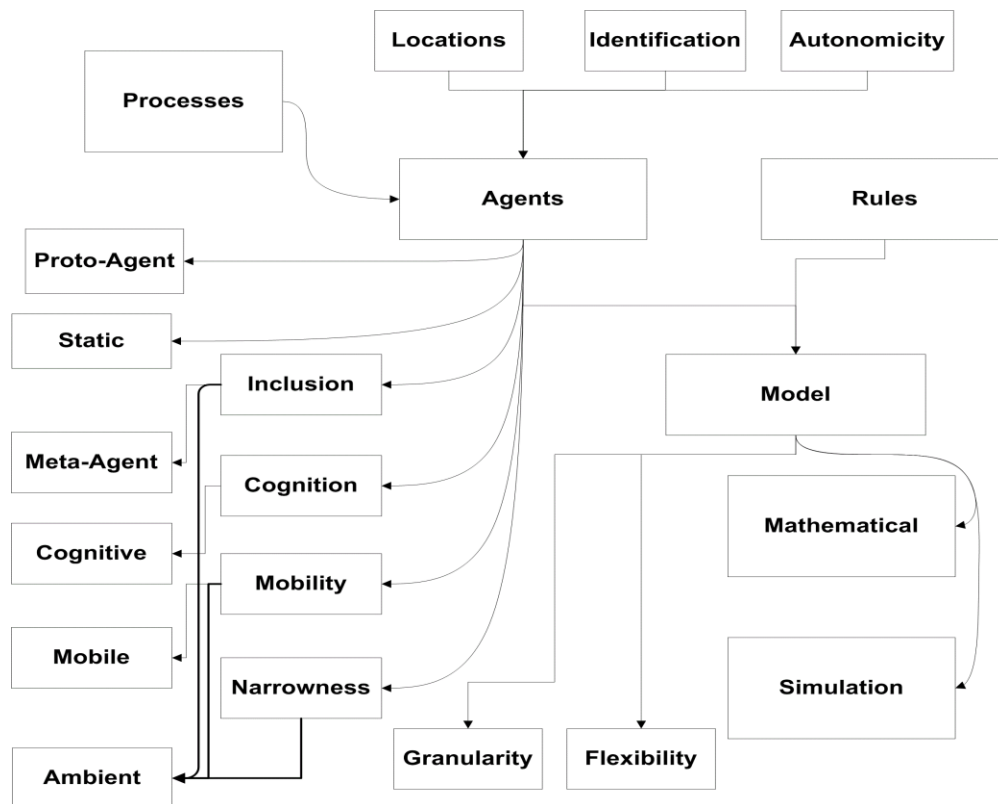 Locations
Identification
Autonomicity
Processes
Agents
Rules
Proto-Agent
Static
Inclusion
Model
Meta-Agent
Cognition
Mathematical
Cognitive
Mobility
Mobile
Narrowness
Simulation
Granularity
Flexibility
Ambient